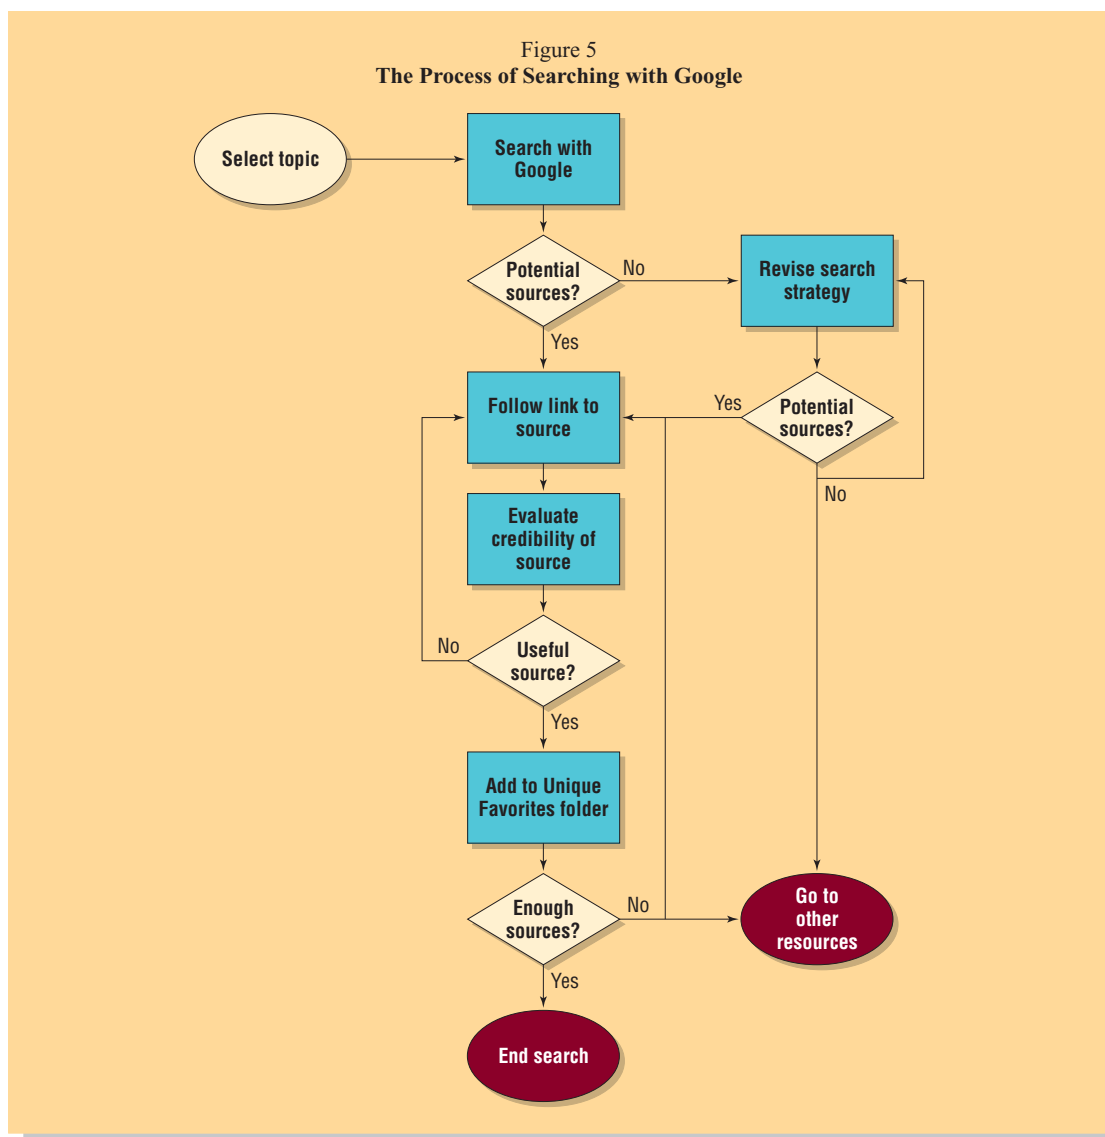 Figure 5
The Process of Searching with Google
Select topic
Search with
Google
Potential
sources?
No
Revise search
strategy
Yes
Follow link to
source
Yes
Potential
sources?
No
Evaluate
credibility of
source
No
Useful
source?
Yes
Add to Unique
Favorites folder
Enough
sources?
No
Go to
other
resources
Yes
End search